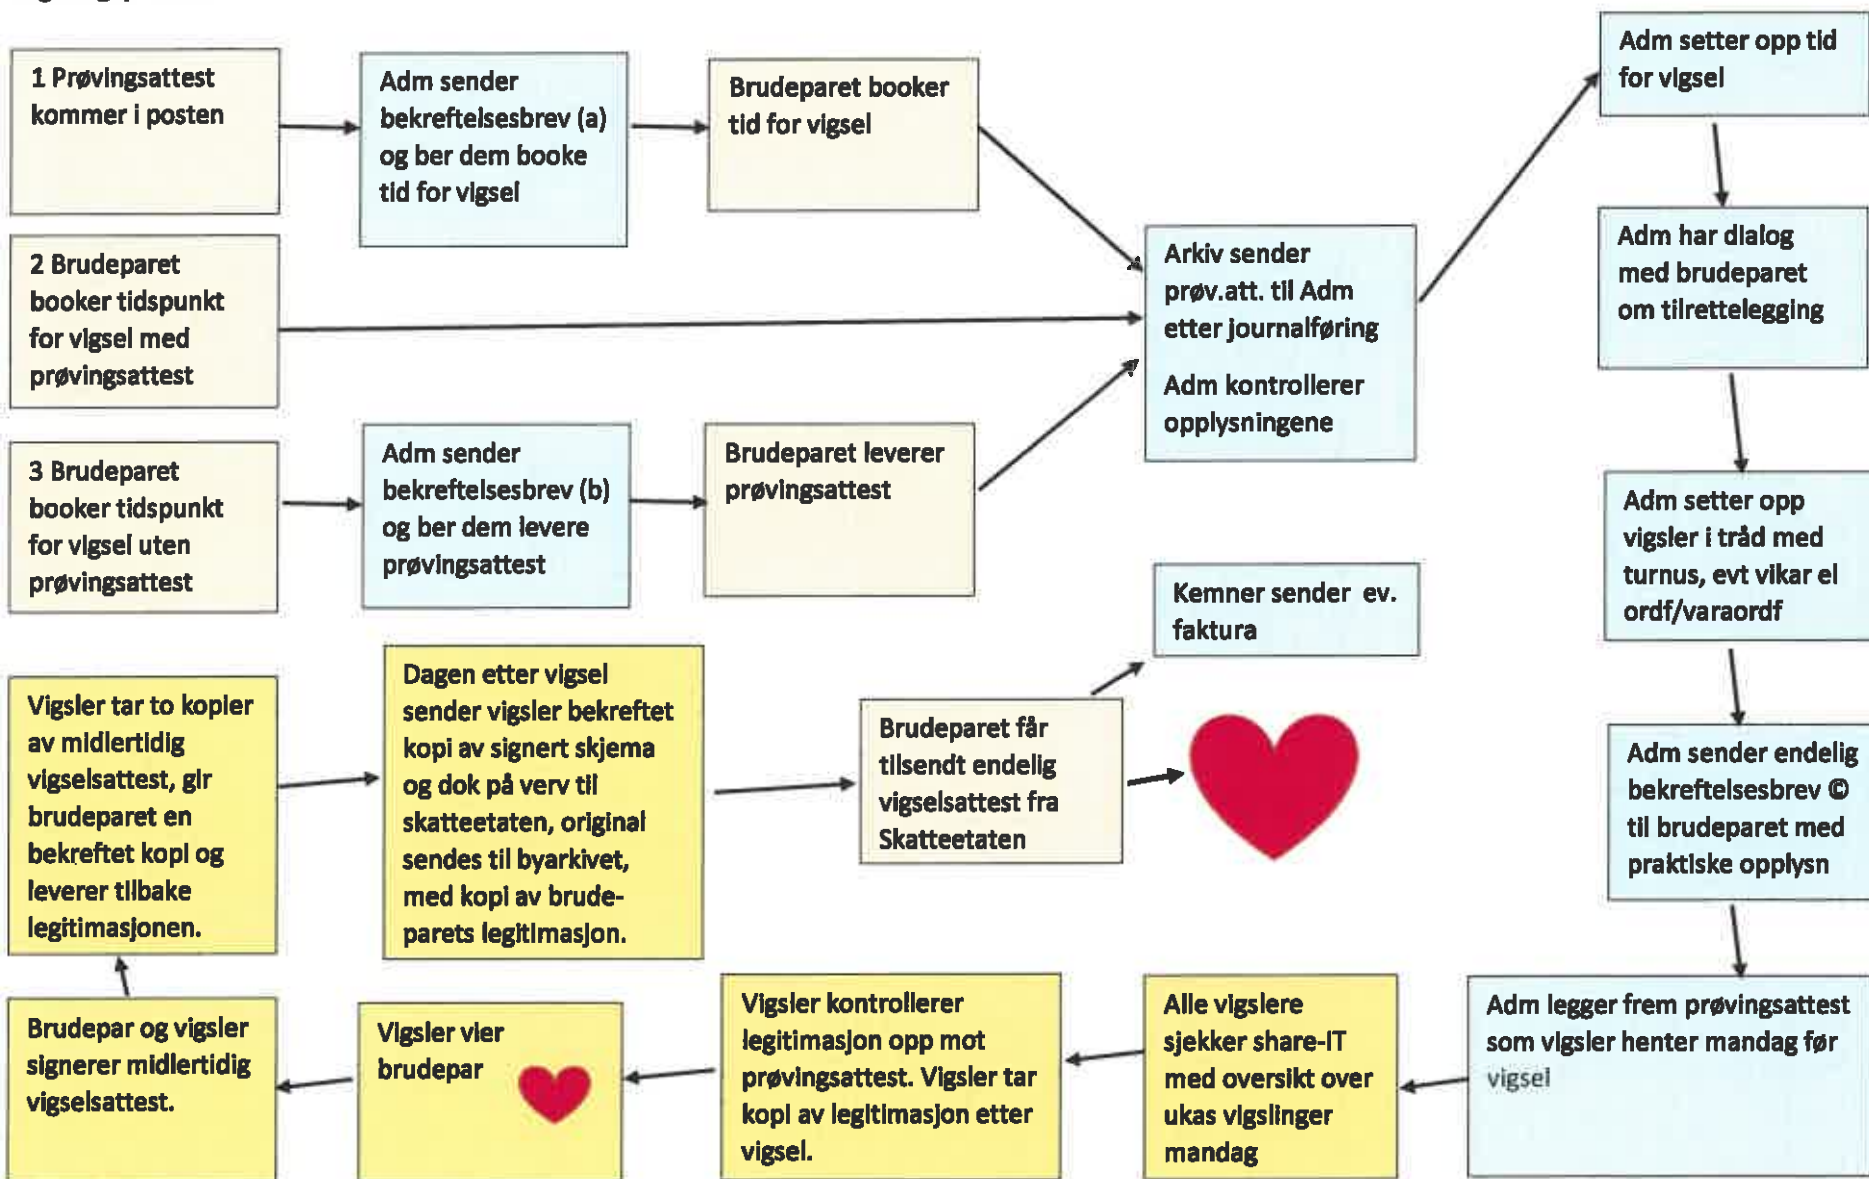 1 Prøvingsattest
kommer i posten
Adm sender
bekreftelsesbrev (a)
og ber dem booke
tid for vigsel
Brudeparet booker
tid for vigsel
2 Brudeparet
booker tidspunkt
for vigsel med
prøvingsattest
3 Brudeparet
booker tidspunkt
for vigsel uten
prøvingsattest
Adm sender
bekreftelsesbrev (b)
og ber dem levere
prøvingsattest
Brudeparet leverer
prøvingsattest
Arkiv sender
prøv.att. til Adm
etter journalføring
Adm kontrollerer
opplysningene
Adm setter opp tid
for vigsel
Adm har dialog
med brudeparet
om tilrettelegging
Adm setter opp
vigsler i tråd med
turnus, evt vikar el
ordf/varaordf
Adm sender endelig
bekreftelsesbrev ©
til brudeparet med
praktiske opplysn
Adm legger frem prøvingsattest
som vigsler henter mandag før
vigsel
Alle vigslere
sjekker share-IT
med oversikt over
ukas vigslinger
mandag
Vigsler kontrollerer
legitimasjon opp mot
prøvingsattest. Vigsler tar
kopi av legitimasjon etter
vigsel.
Vigsler vier
brudepar
Brudepar og vigsler
signerer midlertidig
vigselsattest.
Vigsler tar to kopier
av midlertidig
vigselsattest, gir
brudeparet en
bekreftet kopi og
leverer tilbake
legitimasjonen.
Dagen etter vigsel
sender vigsler bekreftet
kopi av signert skjema
og dok på verv til
skatteetaten, original
sendes til byarkivet,
med kopi av brude-
parets legitimasjon.
Brudeparet får
tilsendt endelig
vigselsattest fra
Skatteetaten
Kemner sender ev.
faktura